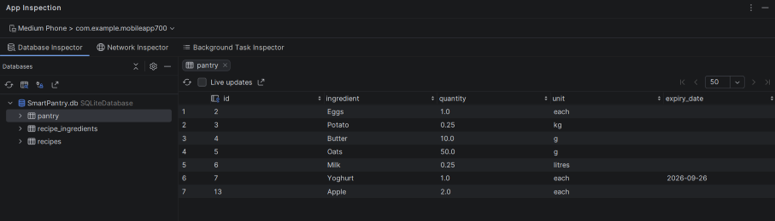 App Inspection
Medium Phone > com.example.mobileapp700
Database Inspector Network Inspector Background Task Inspector
Databases
pantry
Live updates
50
SmartPantry.db SQLiteDatabase
pantry
recipe_ingredients
recipes
id ingredient quantity unit expiry_date
1 2 Eggs 1.0 each
2 3 Potato 0.25 kg
3 4 Butter 10.0 g
4 5 Oats 50.0 g
5 6 Milk 0.25 litres
6 7 Yoghurt 1.0 each 2026-09-26
7 13 Apple 2.0 each